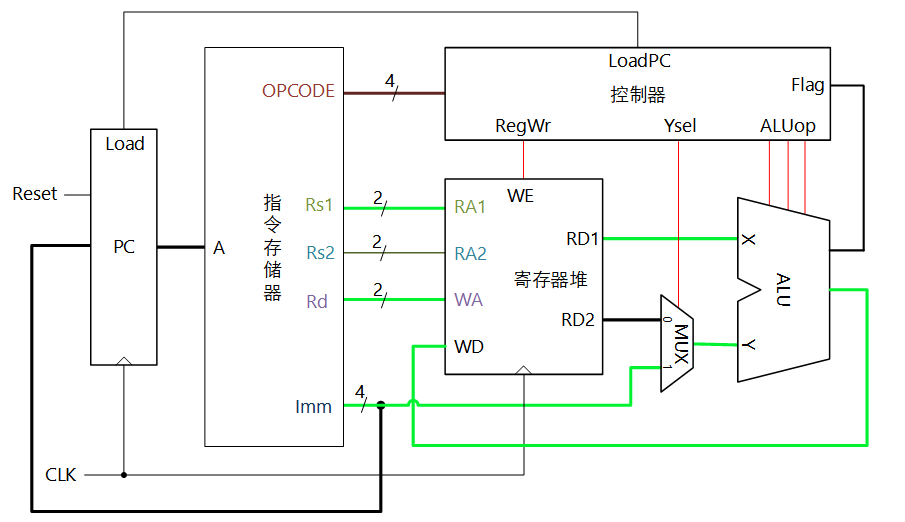 LoadPC
控制器
Flag
RegWr
Ysel
ALUop
OPCODE
4
Load
Reset
PC
A
指令存储器
Rs1
2
Rs2
2
Rd
2
Imm
4
WE
RA1
RA2
WA
WD
寄存器堆
RD1
RD2
0
MUX
1
X
ALU
Y
CLK